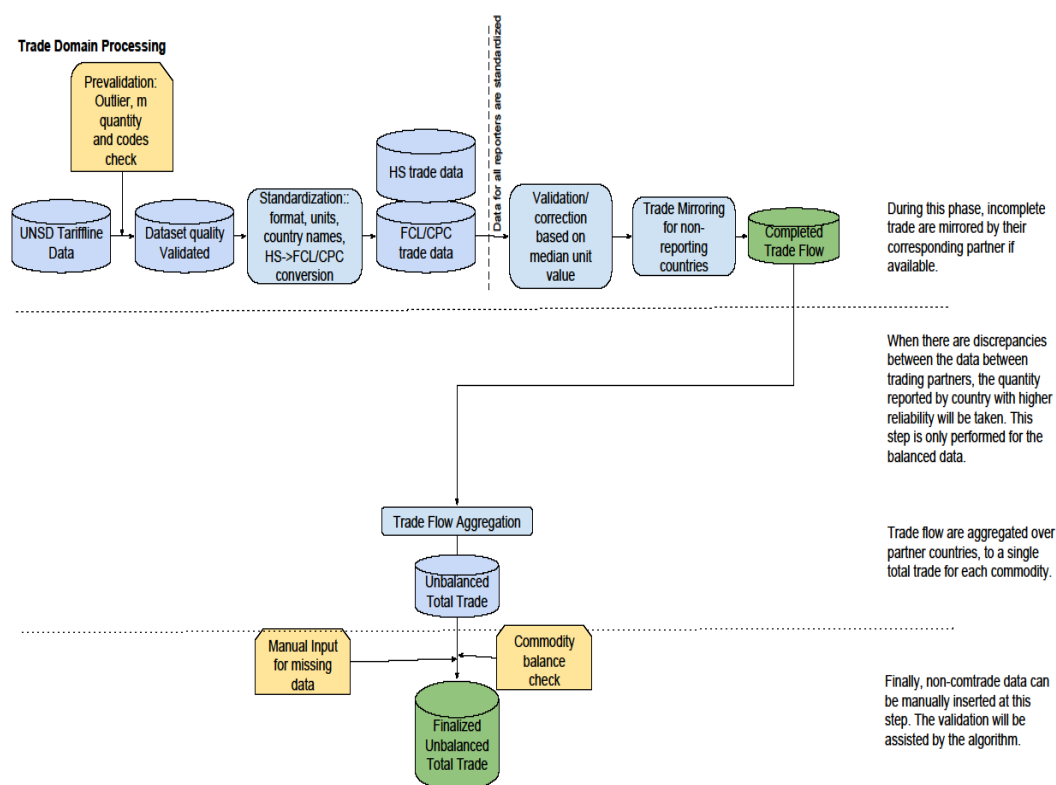 Trade Domain Processing
Prevalidation:
Outlier, m
quantity
and codes
check
Data for all reporters are standardized
HS trade data
UNSD Tariffline
Data
Dataset quality
Validated
Standardization::
format, units,
country names,
HS->FCL/CPC
conversion
FCL/CPC
trade data
Validation/
correction
based on
median unit
value
Trade Mirroring
for non-
reporting
countries
Completed
Trade Flow
During this phase, incomplete
trade are mirrored by their
corresponding partner if
available.
When there are discrepancies
between the data between
trading partners, the quantity
reported by country with higher
reliability will be taken. This
step is only performed for the
balanced data.
Trade Flow Aggregation
Trade flow are aggregated over
partner countries, to a single
total trade for each commodity.
Unbalanced
Total Trade
Manual Input
for missing
data
Commodity
balance
check
Finally, non-comtrade data can
be manually inserted at this
step. The validation will be
assisted by the algorithm.
Finalized
Unbalanced
Total Trade